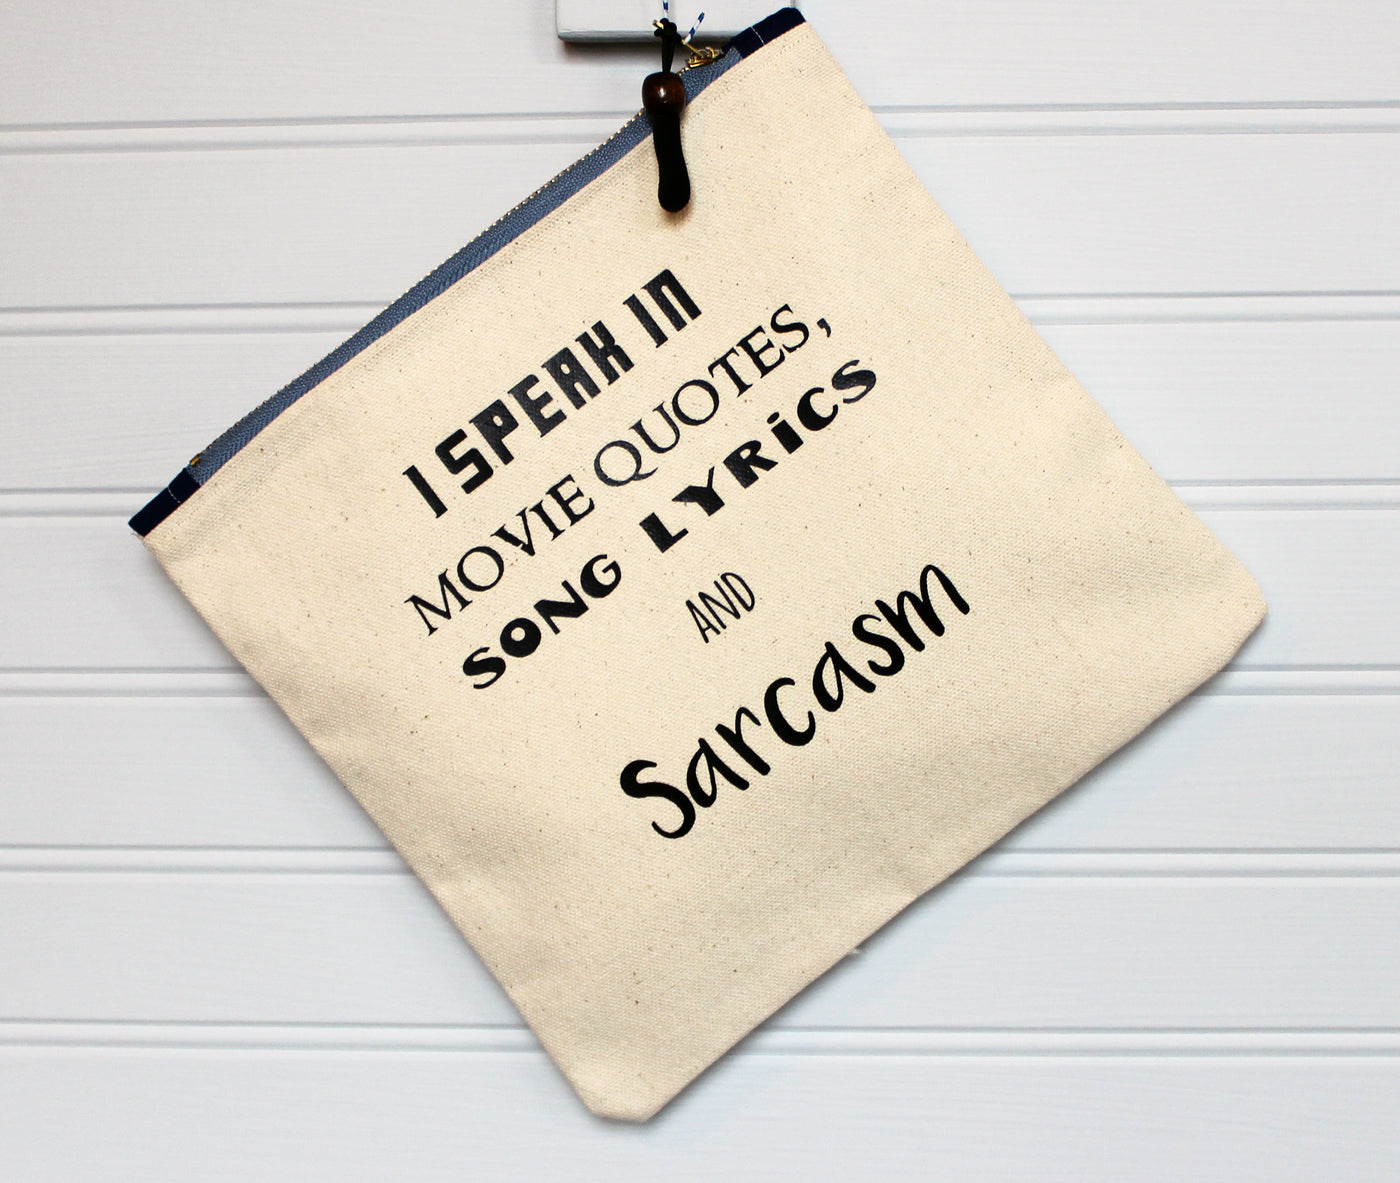 I SPEAK IN
MOVIE QUOTES,
SONG LYRiCS
AND
Sarcasm